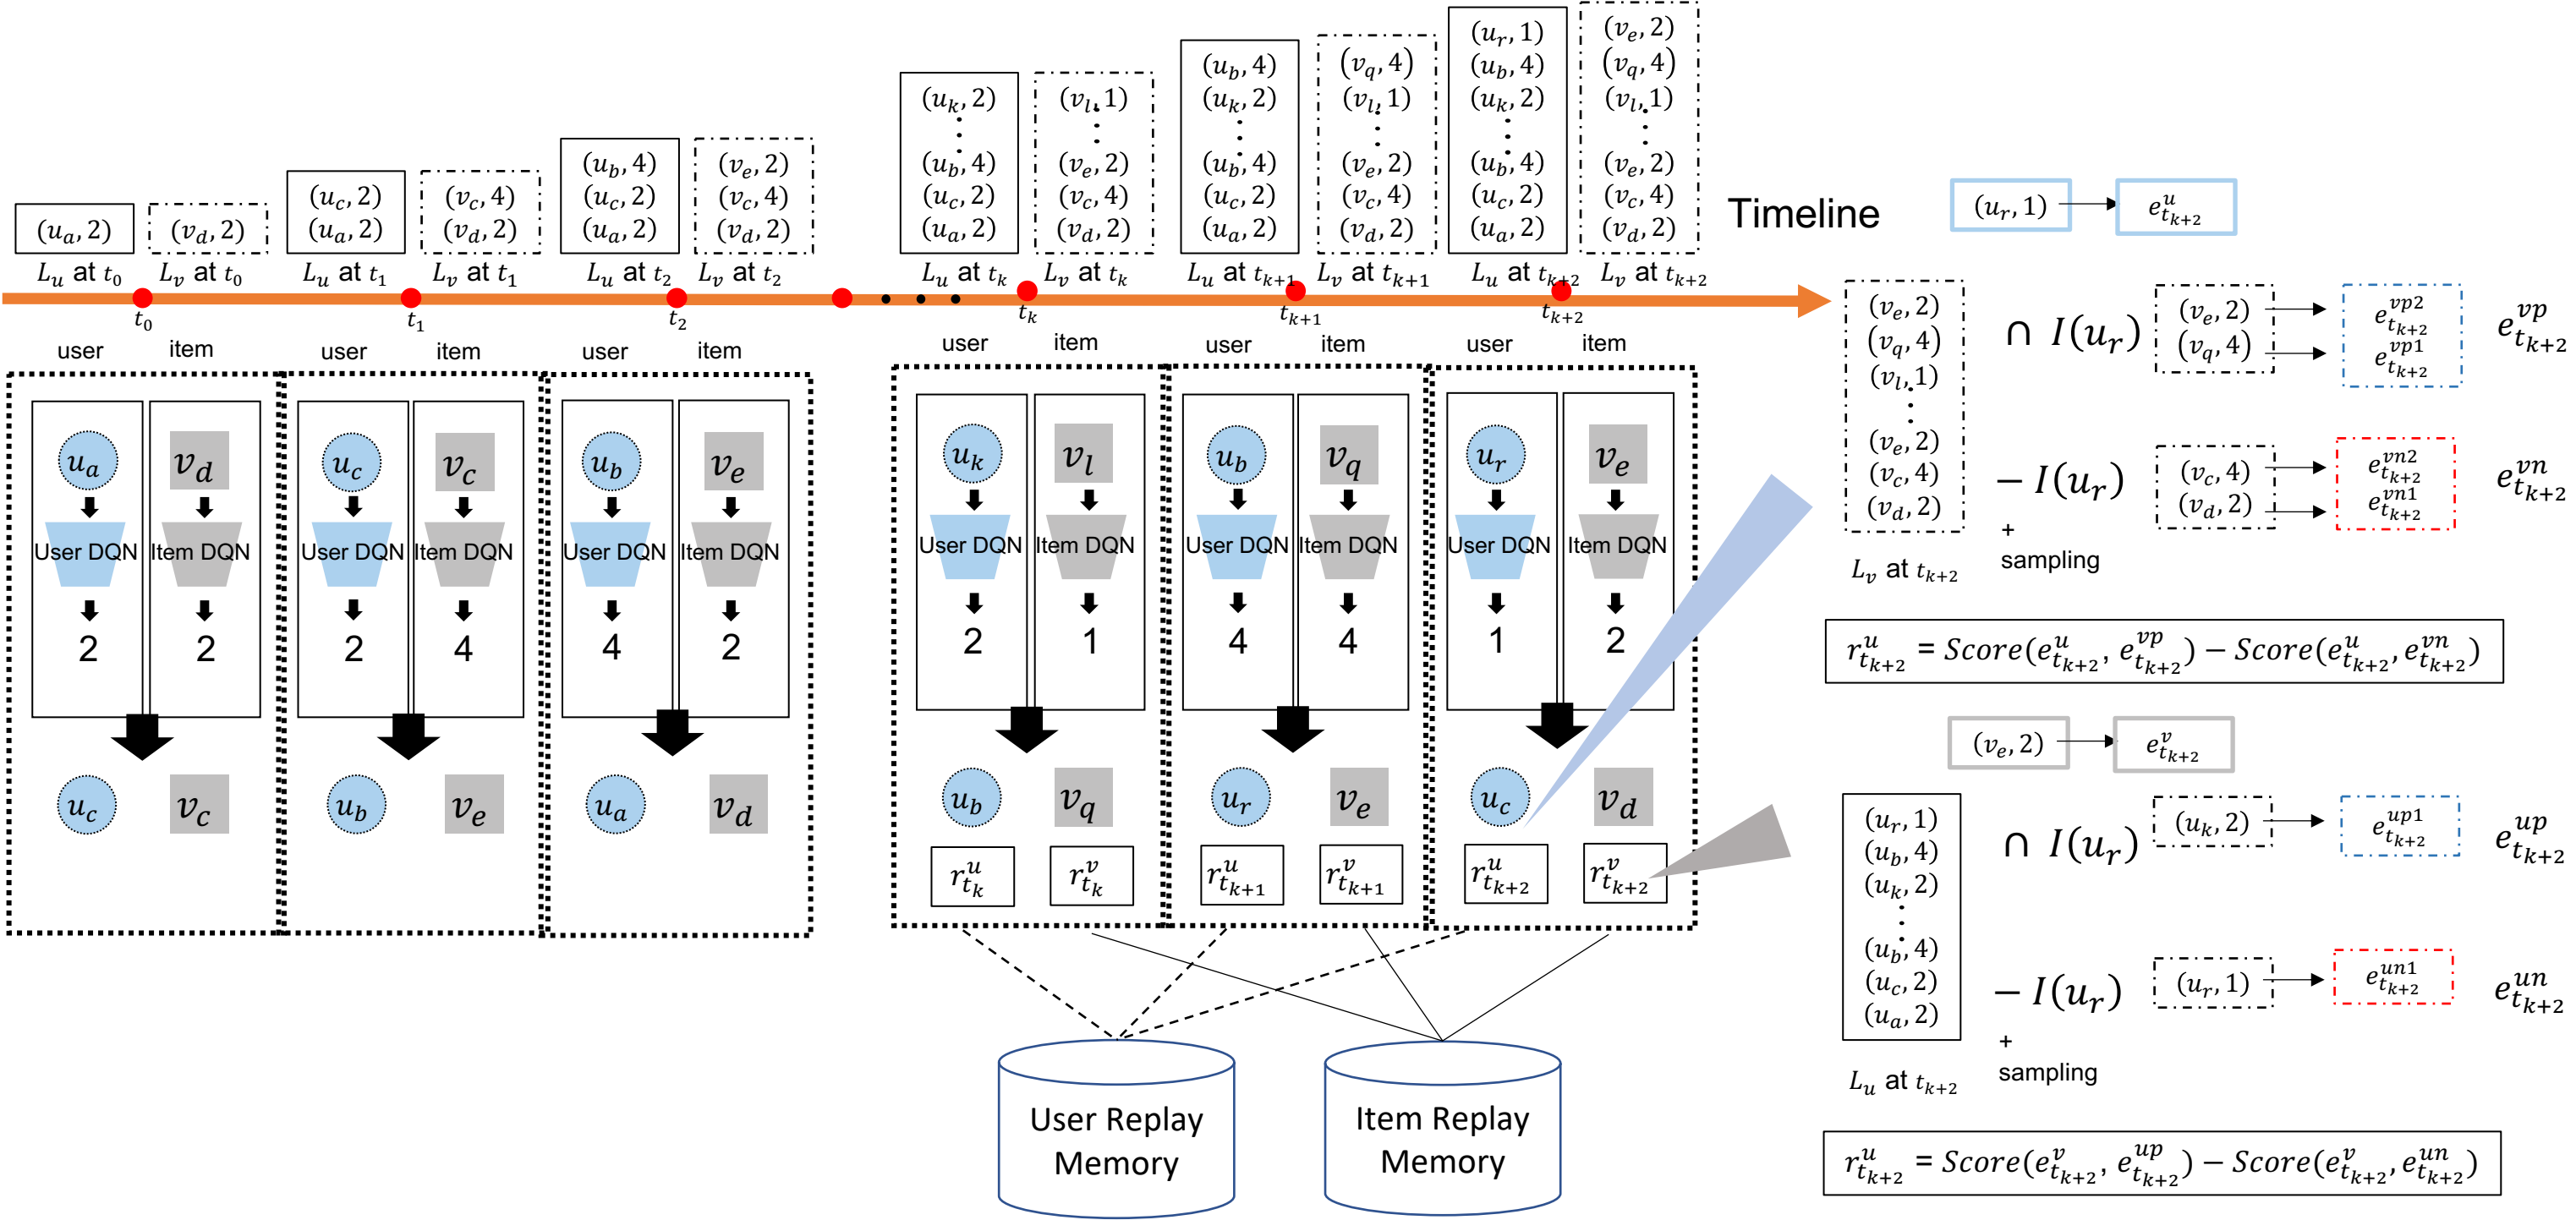 (u_a, 2)
(v_d, 2)
L_u at t_0
L_v at t_0
(u_c, 2)
(u_a, 2)
(v_c, 4)
(v_d, 2)
L_u at t_1
L_v at t_1
(u_b, 4)
(u_c, 2)
(u_a, 2)
(v_e, 2)
(v_c, 4)
(v_d, 2)
L_u at t_2
L_v at t_2
(u_k, 2)
⋮
(u_b, 4)
(u_c, 2)
(u_a, 2)
(v_l, 1)
⋮
(v_e, 2)
(v_c, 4)
(v_d, 2)
L_u at t_k
L_v at t_k
(u_b, 4)
(u_k, 2)
⋮
(u_b, 4)
(u_c, 2)
(u_a, 2)
(v_q, 4)
(v_l, 1)
⋮
(v_e, 2)
(v_c, 4)
(v_d, 2)
L_u at t_{k+1}
L_v at t_{k+1}
(u_r, 1)
(u_b, 4)
(u_k, 2)
⋮
(u_b, 4)
(u_c, 2)
(u_a, 2)
(v_e, 2)
(v_q, 4)
(v_l, 1)
⋮
(v_e, 2)
(v_c, 4)
(v_d, 2)
L_u at t_{k+2}
L_v at t_{k+2}
Timeline
t_0
t_1
t_2
t_k
t_{k+1}
t_{k+2}
user item
u_a v_d
User DQN Item DQN
2 2
u_c v_c
user item
u_c v_c
User DQN Item DQN
2 4
u_b v_e
user item
u_b v_e
User DQN Item DQN
4 2
u_a v_d
user item
u_k v_l
User DQN Item DQN
2 1
u_b v_q
r^u_{t_k} r^v_{t_k}
user item
u_b v_q
User DQN Item DQN
4 4
u_r v_e
r^u_{t_{k+1}} r^v_{t_{k+1}}
user item
u_r v_e
User DQN Item DQN
1 2
u_c v_d
r^u_{t_{k+2}} r^v_{t_{k+2}}
User Replay
Memory
Item Replay
Memory
(u_r, 1) e^u_{t_{k+2}}
(v_e, 2)
(v_q, 4)
(v_l, 1)
⋮
(v_e, 2)
(v_c, 4)
(v_d, 2)
L_v at t_{k+2}
∩ I(u_r)
(v_e, 2) e^{vp2}_{t_{k+2}}
(v_q, 4) e^{vp1}_{t_{k+2}}
e^{vp}_{t_{k+2}}
− I(u_r)
+
sampling
(v_c, 4) e^{vn2}_{t_{k+2}}
(v_d, 2) e^{vn1}_{t_{k+2}}
e^{vn}_{t_{k+2}}
r^u_{t_{k+2}} = Score(e^u_{t_{k+2}}, e^{vp}_{t_{k+2}}) − Score(e^u_{t_{k+2}}, e^{vn}_{t_{k+2}})
(v_e, 2) e^v_{t_{k+2}}
(u_r, 1)
(u_b, 4)
(u_k, 2)
⋮
(u_b, 4)
(u_c, 2)
(u_a, 2)
L_u at t_{k+2}
∩ I(u_r)
(u_k, 2) e^{up1}_{t_{k+2}}
e^{up}_{t_{k+2}}
− I(u_r)
+
sampling
(u_r, 1) e^{un1}_{t_{k+2}}
e^{un}_{t_{k+2}}
r^u_{t_{k+2}} = Score(e^v_{t_{k+2}}, e^{up}_{t_{k+2}}) − Score(e^v_{t_{k+2}}, e^{un}_{t_{k+2}})